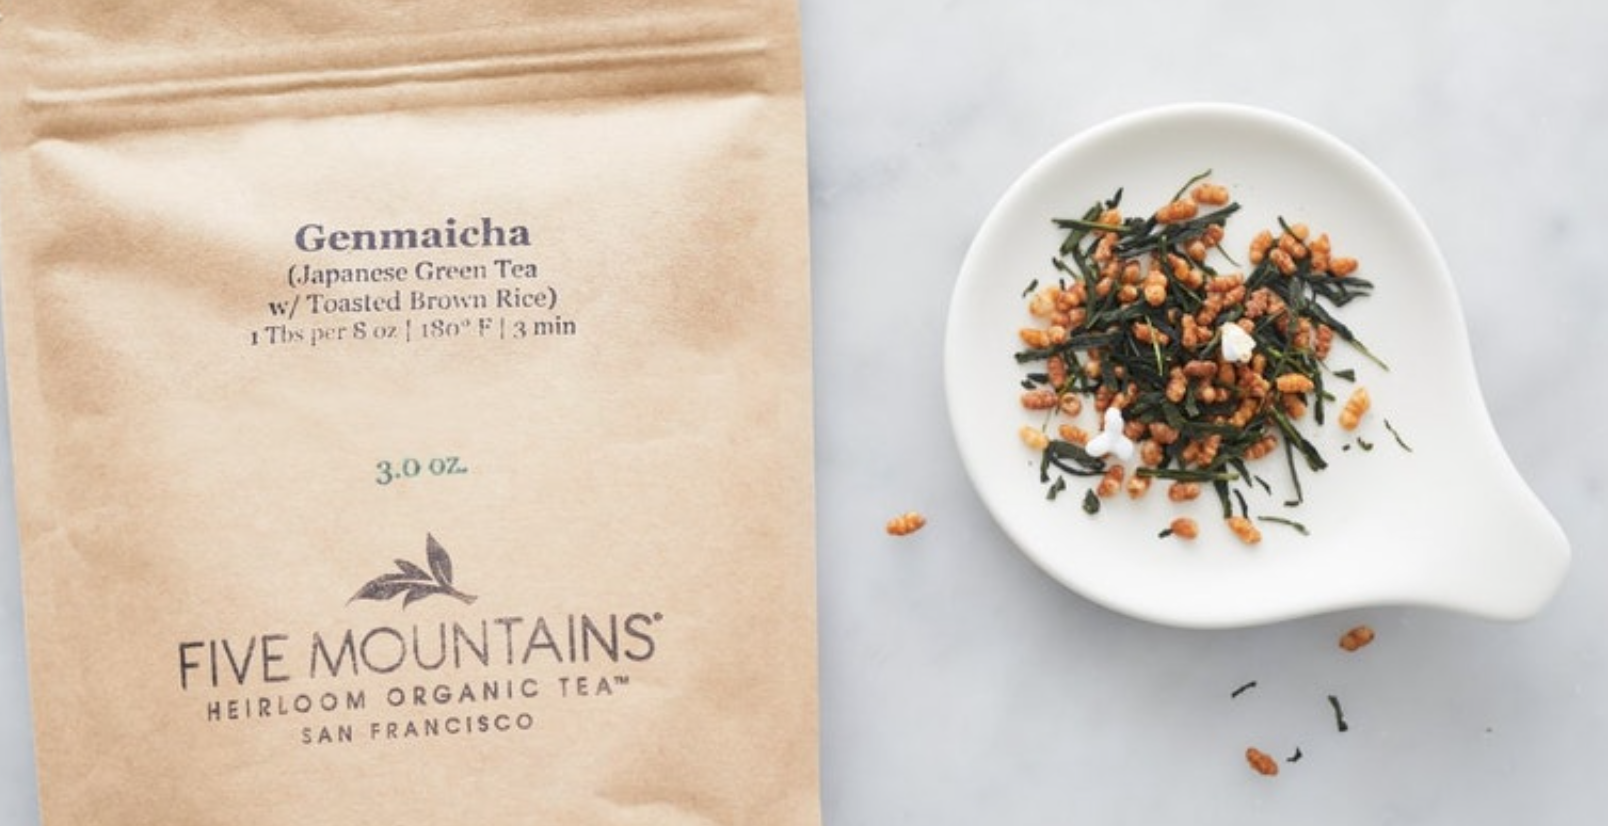 Genmaicha
(Japanese Green Tea
w/ Toasted Brown Rice)
1 Tbs per 8 oz | 180° F | 3 min
3.0 oz.
FIVE MOUNTAINS®
HEIRLOOM ORGANIC TEA™
SAN FRANCISCO